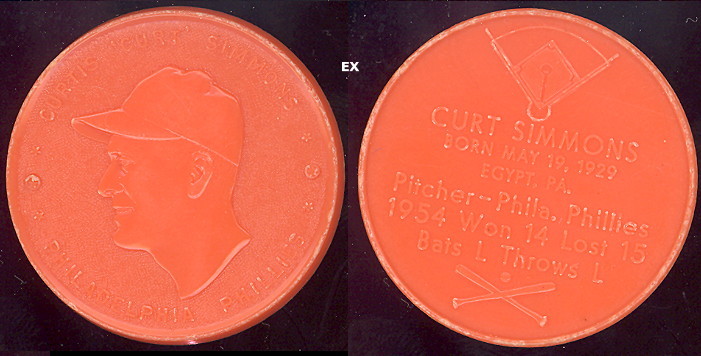 CURTIS "CURT" SIMMONS
PHILADELPHIA PHILLIES
EX
CURT SIMMONS
BORN MAY 19, 1929
EGYPT, PA.
Pitcher-Phila. Phillies
1954 Won 14 Lost 15
Bats L Throws L